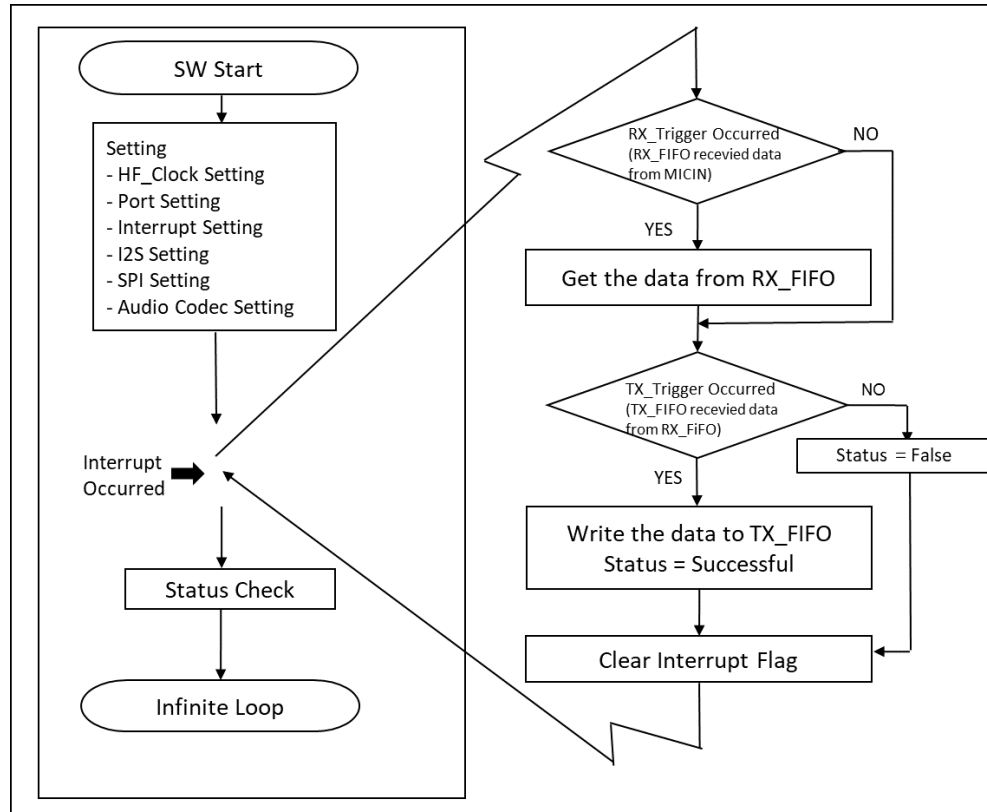 SW Start
Setting
- HF_Clock Setting
- Port Setting
- Interrupt Setting
- I2S Setting
- SPI Setting
- Audio Codec Setting
Interrupt
Occurred
Status Check
Infinite Loop
RX_Trigger Occurred
(RX_FIFO recevied data
from MICIN)
NO
YES
Get the data from RX_FIFO
TX_Trigger Occurred
(TX_FIFO recevied data
from RX_FiFO)
NO
Status = False
YES
Write the data to TX_FIFO
Status = Successful
Clear Interrupt Flag